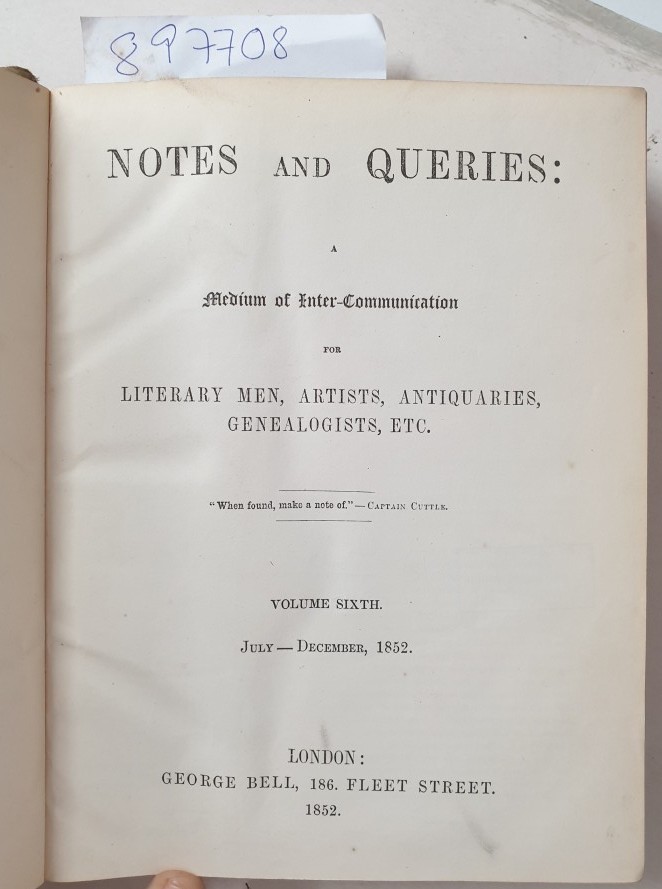 897708
NOTES AND QUERIES:
A
Medium of Inter-Communication
FOR
LITERARY MEN, ARTISTS, ANTIQUARIES,
GENEALOGISTS, ETC.
"When found, make a note of."—CAPTAIN CUTTLE.
VOLUME SIXTH.
JULY—DECEMBER, 1852.
LONDON:
GEORGE BELL, 186. FLEET STREET.
1852.